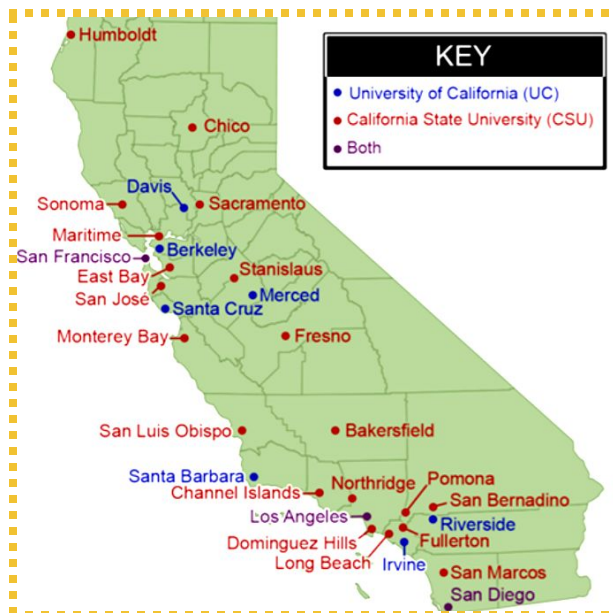 Humboldt
KEY
University of California (UC)
California State University (CSU)
Both
Chico
Davis
Sonoma
Sacramento
Maritime
Berkeley
San Francisco
East Bay
Stanislaus
San José
Merced
Santa Cruz
Monterey Bay
Fresno
San Luis Obispo
Bakersfield
Santa Barbara
Channel Islands
Northridge
Pomona
San Bernadino
Los Angeles
Riverside
Dominguez Hills
Fullerton
Long Beach
Irvine
San Marcos
San Diego